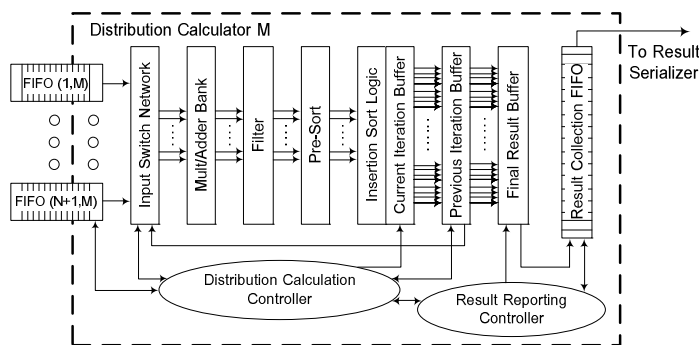 Distribution Calculator M
To Result
Serializer
FIFO (1,M)
FIFO (N+1,M)
Input Switch Network
Mult/Adder Bank
Filter
Pre-Sort
Insertion Sort Logic
Current Iteration Buffer
Previous Iteration Buffer
Final Result Buffer
Result Collection FIFO
Distribution Calculation
Controller
Result Reporting
Controller